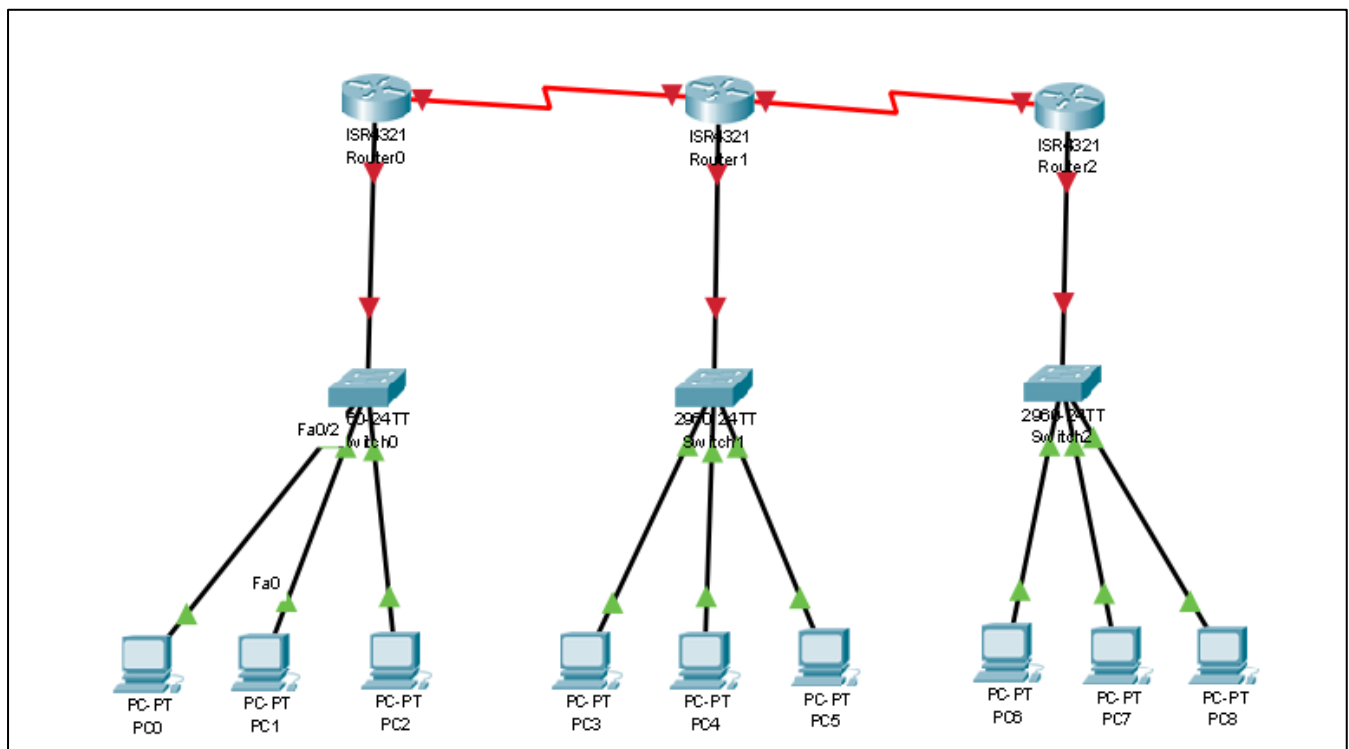 ISR4321
Router0
ISR4321
Router1
ISR4321
Router2
60-24TT
witch0
2960-24TT
Switch1
2960-24TT
Switch2
Fa0/2
Fa0
PC-PT
PC0
PC-PT
PC1
PC-PT
PC2
PC-PT
PC3
PC-PT
PC4
PC-PT
PC5
PC-PT
PC6
PC-PT
PC7
PC-PT
PC8